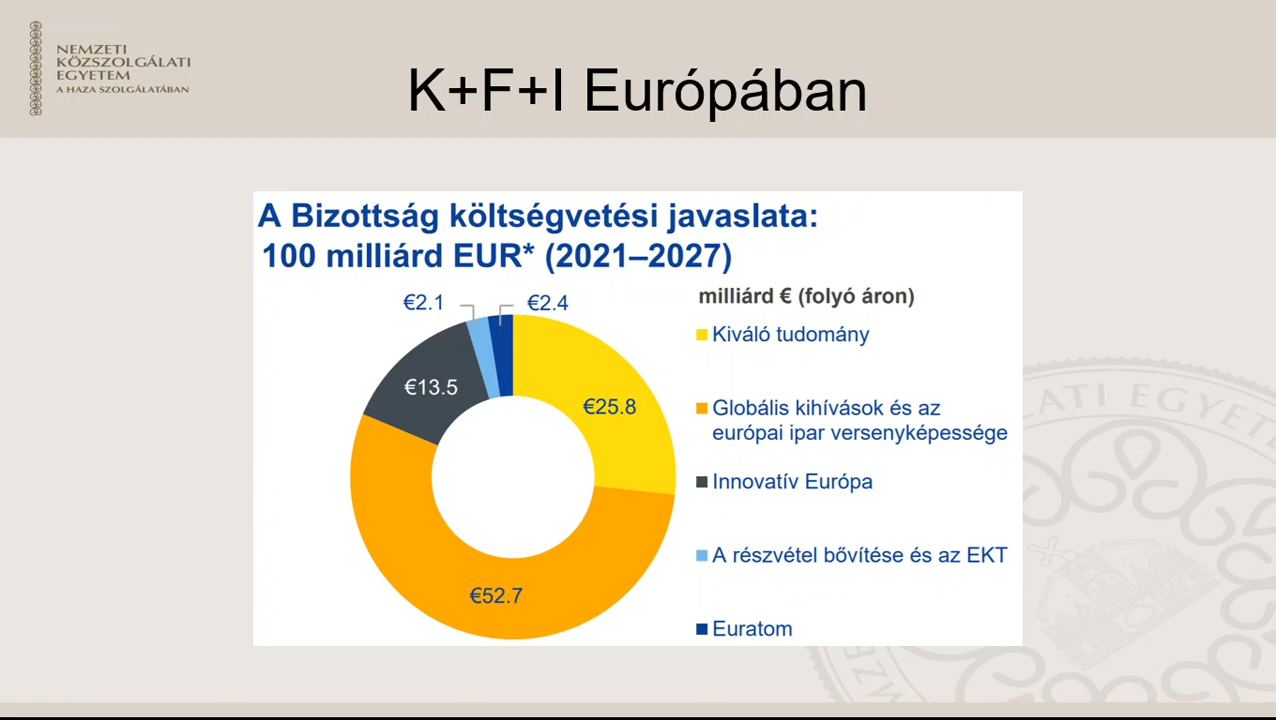 NEMZETI
KÖZSZOLGÁLATI
EGYETEM
A HAZA SZOLGÁLATÁBAN
K+F+I Európában
A Bizottság költségvetési javaslata:
100 milliárd EUR* (2021–2027)
milliárd € (folyó áron)
€2.1
€2.4
€13.5
€25.8
€52.7
Kiváló tudomány
Globális kihívások és az
európai ipar versenyképessége
Innovatív Európa
A részvétel bővítése és az EKT
Euratom